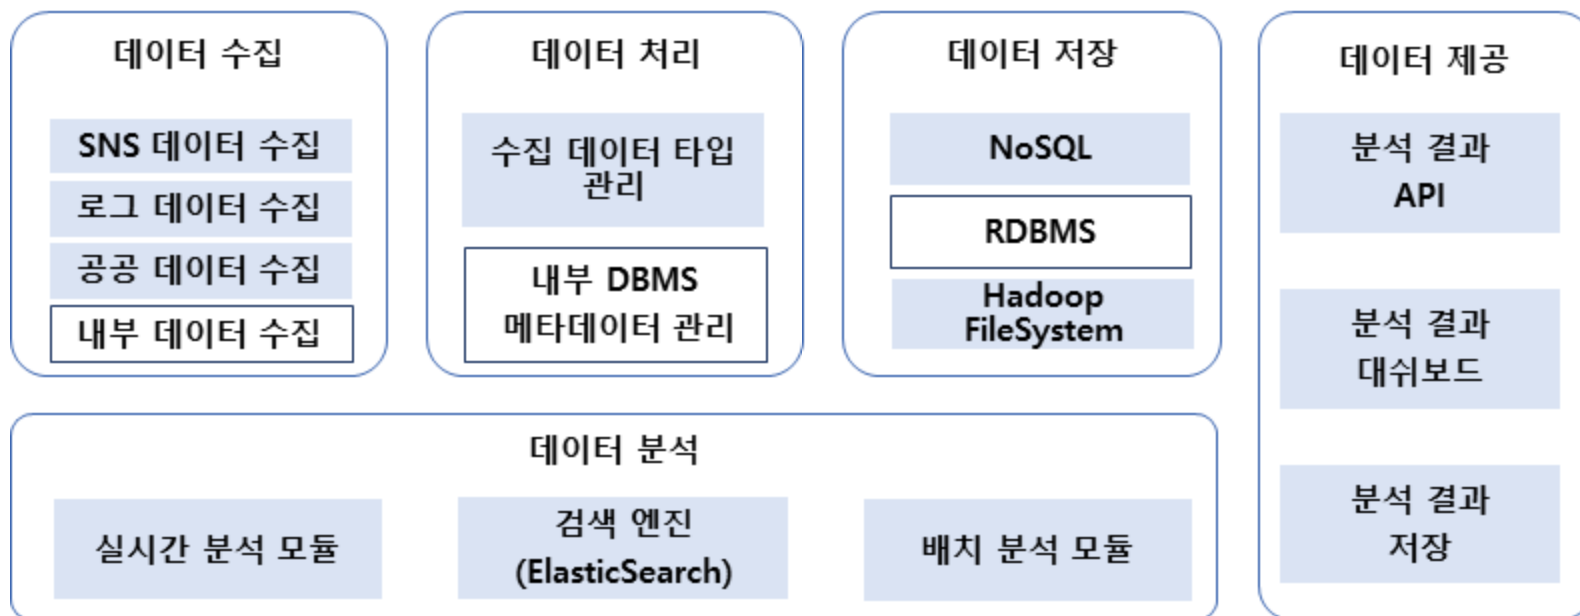 데이터 수집
SNS 데이터 수집
로그 데이터 수집
공공 데이터 수집
내부 데이터 수집
데이터 처리
수집 데이터 타입
관리
내부 DBMS
메타데이터 관리
데이터 저장
NoSQL
RDBMS
Hadoop
FileSystem
데이터 제공
분석 결과
API
분석 결과
대쉬보드
분석 결과
저장
데이터 분석
실시간 분석 모듈
검색 엔진
(ElasticSearch)
배치 분석 모듈